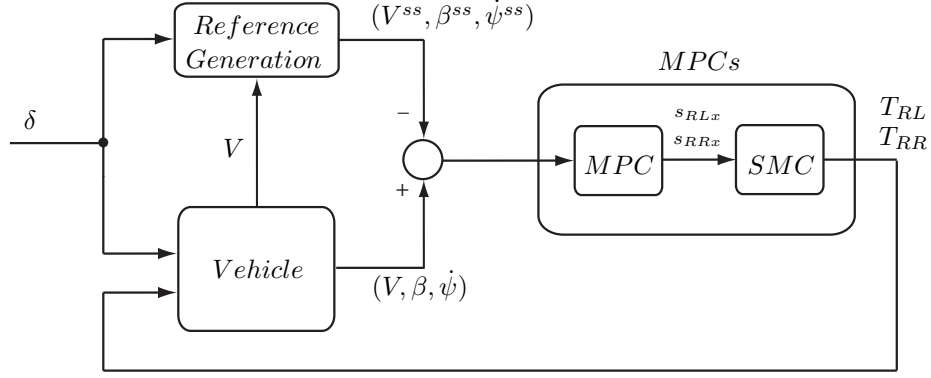 (V^{ss}, β^{ss}, ψ̇^{ss})
Reference
Generation
MPCs
δ
−
s_{RLx}
s_{RRx}
T_{RL}
T_{RR}
V
MPC
SMC
+
Vehicle
(V, β, ψ̇)